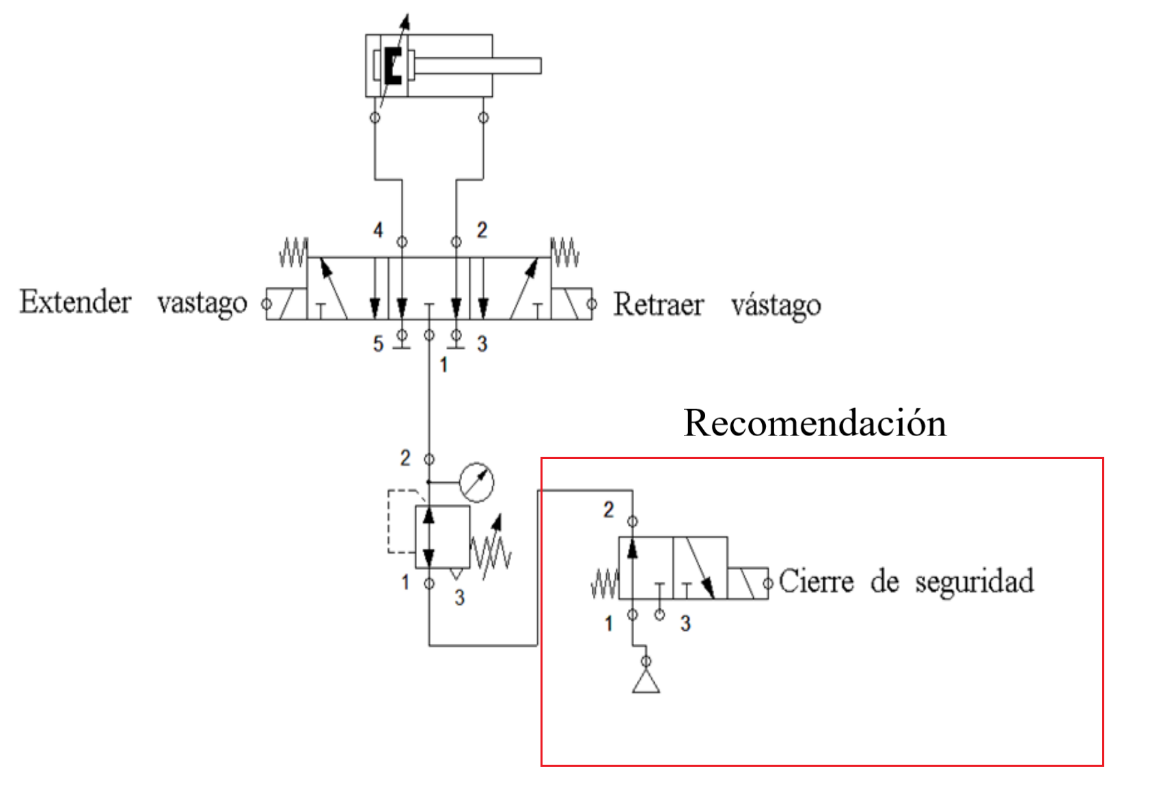 4 2
Extender vastago
Retraer vástago
5 3
1
Recomendación
2
2
1
3
Cierre de seguridad
1 3